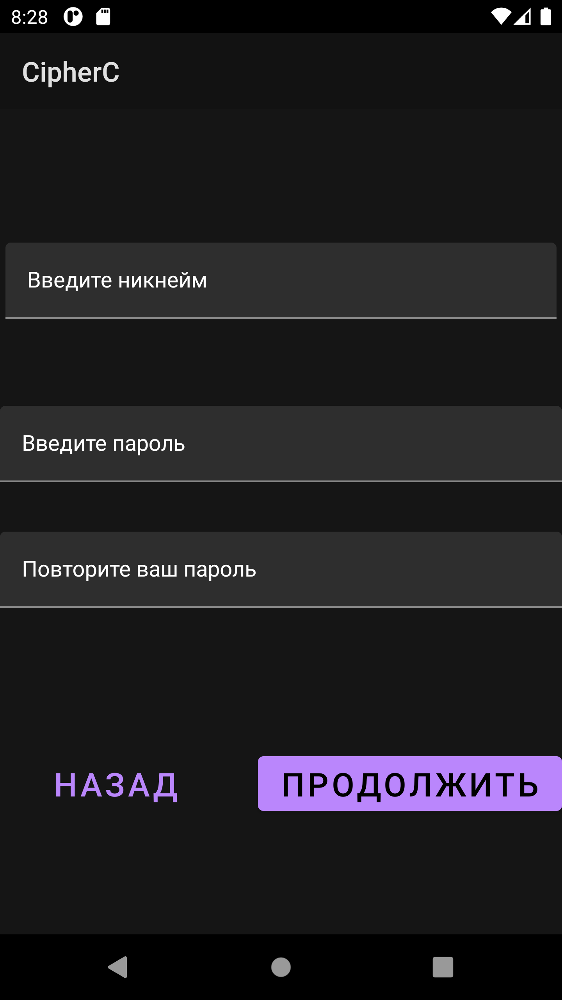 8:28
CipherC
Введите никнейм
Введите пароль
Повторите ваш пароль
НАЗАД
ПРОДОЛЖИТЬ